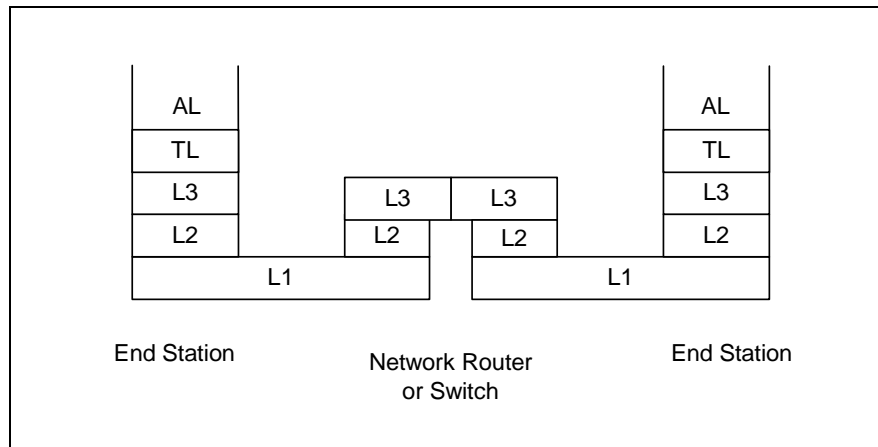 AL
AL
TL
TL
L3
L3
L3
L3
L2
L2
L2
L2
L1
L1
End Station
Network Router
or Switch
End Station